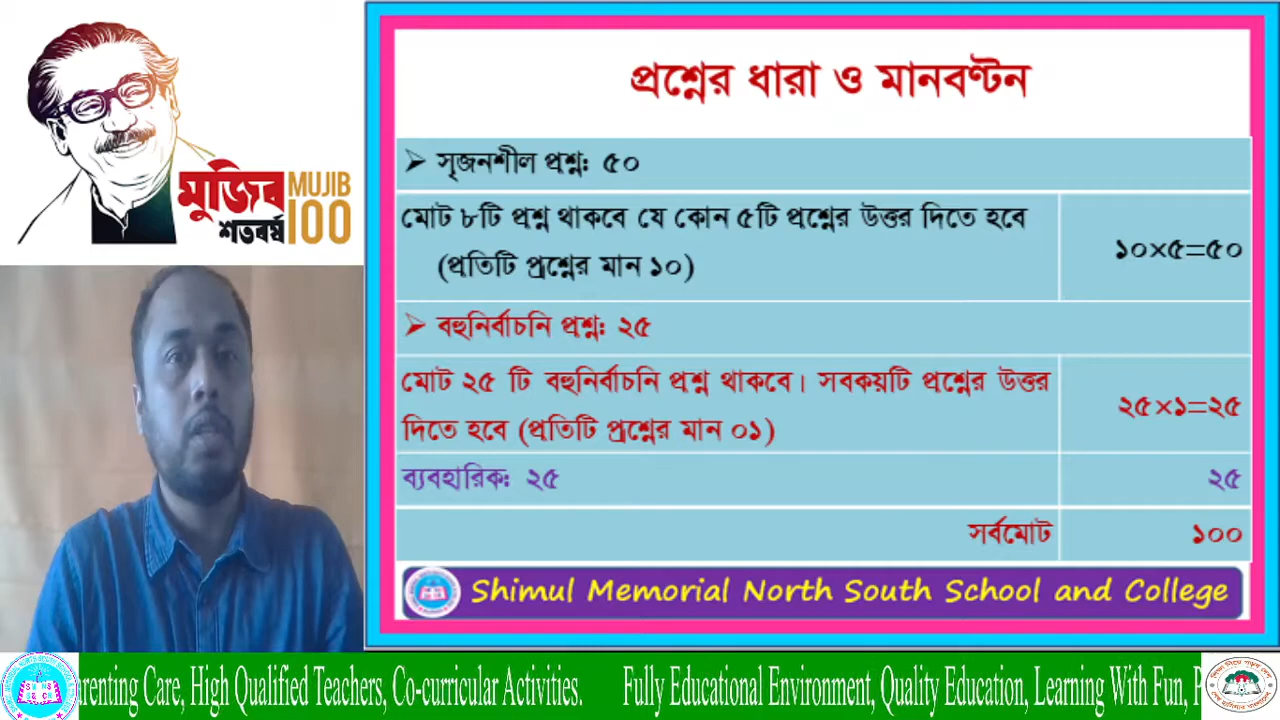 মুজিব
শতবর্ষ
MUJIB
100
প্রশ্নের ধারা ও মানবণ্টন
➤ সৃজনশীল প্রশ্ন: ৫০
মোট ৮টি প্রশ্ন থাকবে যে কোন ৫টি প্রশ্নের উত্তর দিতে হবে
(প্রতিটি প্রশ্নের মান ১০)
১০×৫=৫০
➤ বহুনির্বাচনি প্রশ্ন: ২৫
মোট ২৫ টি বহুনির্বাচনি প্রশ্ন থাকবে। সবকয়টি প্রশ্নের উত্তর
দিতে হবে (প্রতিটি প্রশ্নের মান ০১)
২৫×১=২৫
ব্যবহারিক: ২৫
২৫
সর্বমোট
১০০
Shimul Memorial North South School and College
arenting Care, High Qualified Teachers, Co-curricular Activities. Fully Educational Environment, Quality Education, Learning With Fun, P